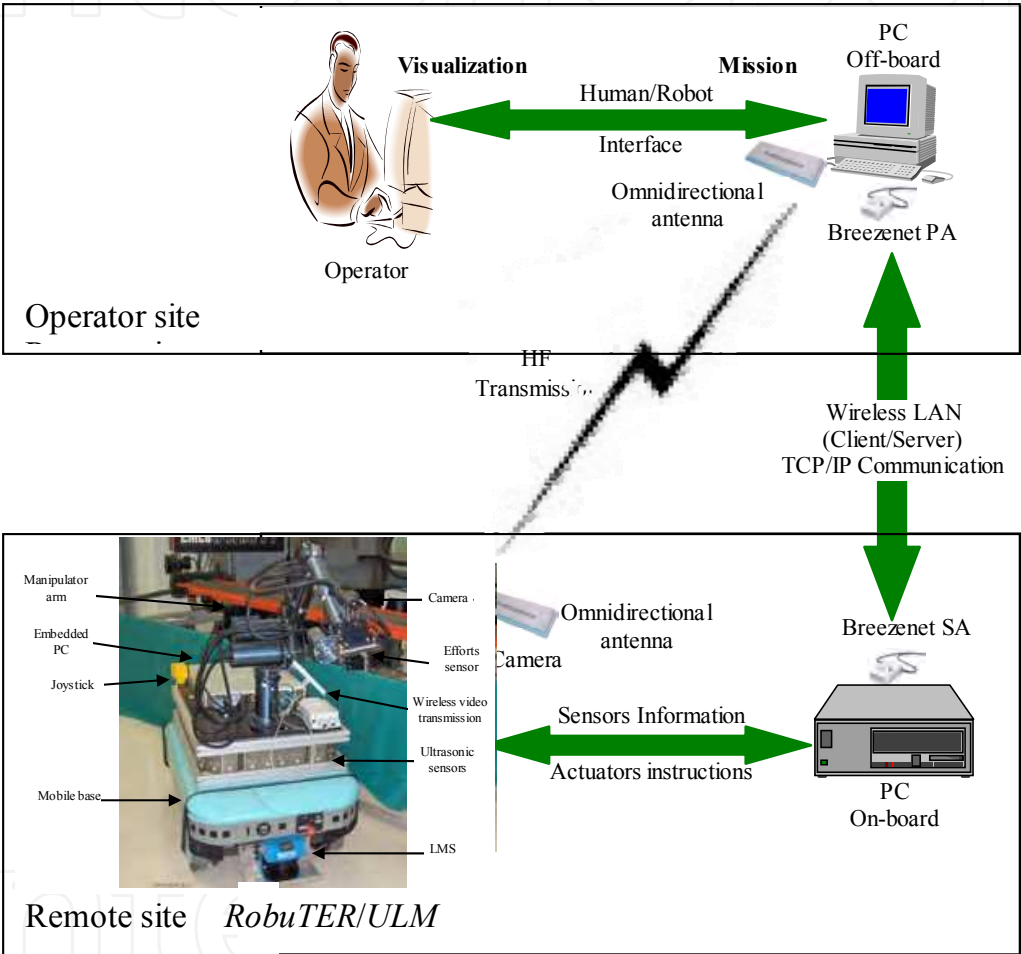 PC
Off-board
Visualization
Mission
Human/Robot
Interface
Omnidirectional
antenna
Breezenet PA
Operator
Operator site
HF
Transmission
Wireless LAN
(Client/Server)
TCP/IP Communication
Manipulator
arm
Embedded
PC
Joystick
Mobile base
Camera
Efforts
sensor
Wireless video
transmission
Ultrasonic
sensors
LMS
Omnidirectional
antenna
Camera
Breezenet SA
Sensors Information
Actuators instructions
PC
On-board
Remote site RobuTER/ULM